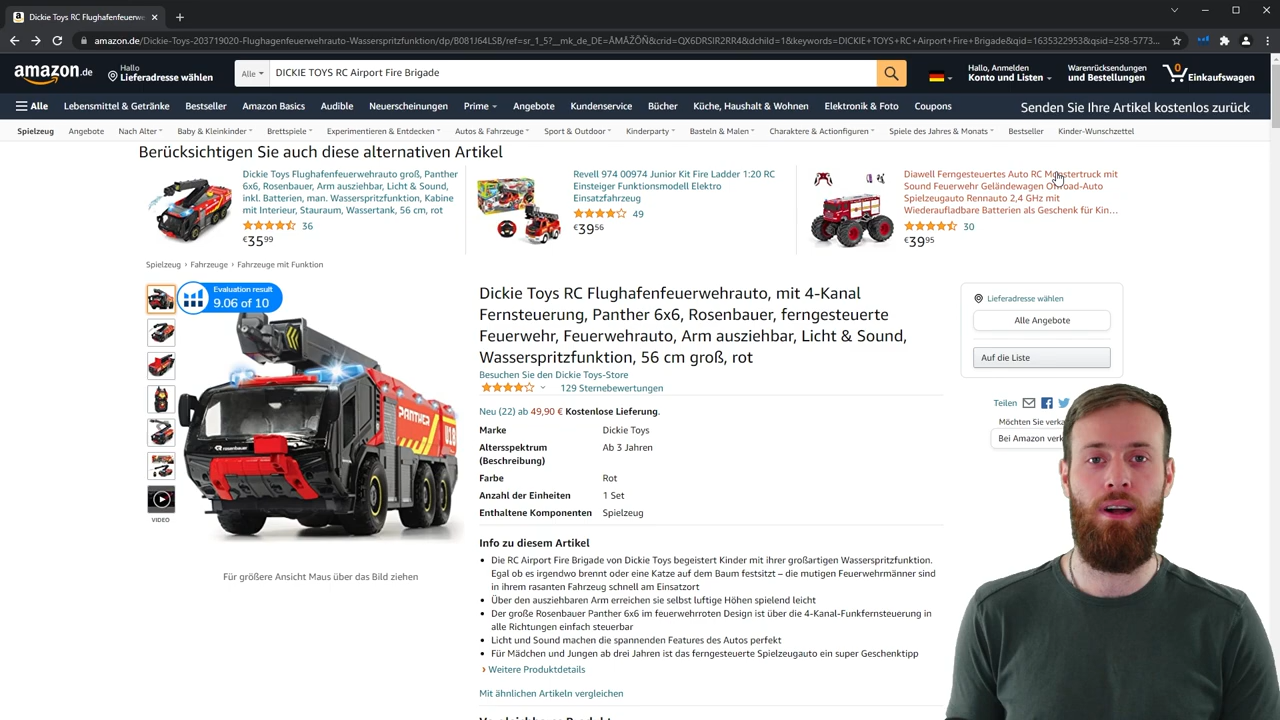 Dickie Toys RC Flughafenfeuerwe
amazon.de/Dickie-Toys-203719020-Flughagenfeuerwehrauto-Wasserspritzfunktion/dp/B081J64LSB/ref=sr_1_5?__mk_de_DE=ÅMÅŽÕÑ&crid=QX6DRSIR2RR4&dchild=1&keywords=DICKIE+TOYS+RC+Airport+Fire+Brigade&qid=1635322953&qsid=258-5773...
amazon.de
Hallo
Lieferadresse wählen
Alle
DICKIE TOYS RC Airport Fire Brigade
Hallo, Anmelden
Konto und Listen
Warenrücksendungen
und Bestellungen
0
Einkaufswagen
Alle
Lebensmittel & Getränke
Bestseller
Amazon Basics
Audible
Neuerscheinungen
Prime
Angebote
Kundenservice
Bücher
Küche, Haushalt & Wohnen
Elektronik & Foto
Coupons
Senden Sie Ihre Artikel kostenlos zurück
Spielzeug
Angebote
Nach Alter
Baby & Kleinkinder
Brettspiele
Experimentieren & Entdecken
Autos & Fahrzeuge
Sport & Outdoor
Kinderparty
Basteln & Malen
Charaktere & Actionfiguren
Spiele des Jahres & Monats
Bestseller
Kinder-Wunschzettel
Berücksichtigen Sie auch diese alternativen Artikel
Dickie Toys Flughafenfeuerwehrauto groß, Panther
6x6, Rosenbauer, Arm ausziehbar, Licht & Sound,
inkl. Batterien, man. Wasserspritzfunktion, Kabine
mit Interieur, Stauraum, Wassertank, 56 cm, rot
36
€35⁹⁹
Revell 974 00974 Junior Kit Fire Ladder 1:20 RC
Einsteiger Funktionsmodell Elektro
Einsatzfahrzeug
49
€39⁵⁶
Diawell Ferngesteuertes Auto RC Monstertruck mit
Sound Feuerwehr Geländewagen Offroad-Auto
Spielzeugauto Rennauto 2,4 GHz mit
Wiederaufladbare Batterien als Geschenk für Kin...
30
€39⁹⁵
Spielzeug › Fahrzeuge › Fahrzeuge mit Funktion
Evaluation result
9.06 of 10
PANTHER
Rosenbauer
VIDEO
Für größere Ansicht Maus über das Bild ziehen
Dickie Toys RC Flughafenfeuerwehrauto, mit 4-Kanal
Fernsteuerung, Panther 6x6, Rosenbauer, ferngesteuerte
Feuerwehr, Feuerwehrauto, Arm ausziehbar, Licht & Sound,
Wasserspritzfunktion, 56 cm groß, rot
Besuchen Sie den Dickie Toys-Store
129 Sternebewertungen
Neu (22) ab 49,90 € Kostenlose Lieferung.
Marke Dickie Toys
Altersspektrum Ab 3 Jahren
(Beschreibung)
Farbe Rot
Anzahl der Einheiten 1 Set
Enthaltene Komponenten Spielzeug
Info zu diesem Artikel
• Die RC Airport Fire Brigade von Dickie Toys begeistert Kinder mit ihrer großartigen Wasserspritzfunktion.
Egal ob es irgendwo brennt oder eine Katze auf dem Baum festsitzt – die mutigen Feuerwehrmänner sind
in ihrem rasanten Fahrzeug schnell am Einsatzort
• Über den ausziehbaren Arm erreichen sie selbst luftige Höhen spielend leicht
• Der große Rosenbauer Panther 6x6 im feuerwehrroten Design ist über die 4-Kanal-Funkfernsteuerung in
alle Richtungen einfach steuerbar
• Licht und Sound machen die spannenden Features des Autos perfekt
• Für Mädchen und Jungen ab drei Jahren ist das ferngesteuerte Spielzeugauto ein super Geschenktipp
› Weitere Produktdetails
Mit ähnlichen Artikeln vergleichen
Lieferadresse wählen
Alle Angebote
Auf die Liste
Teilen
Möchten Sie verka
Bei Amazon verk